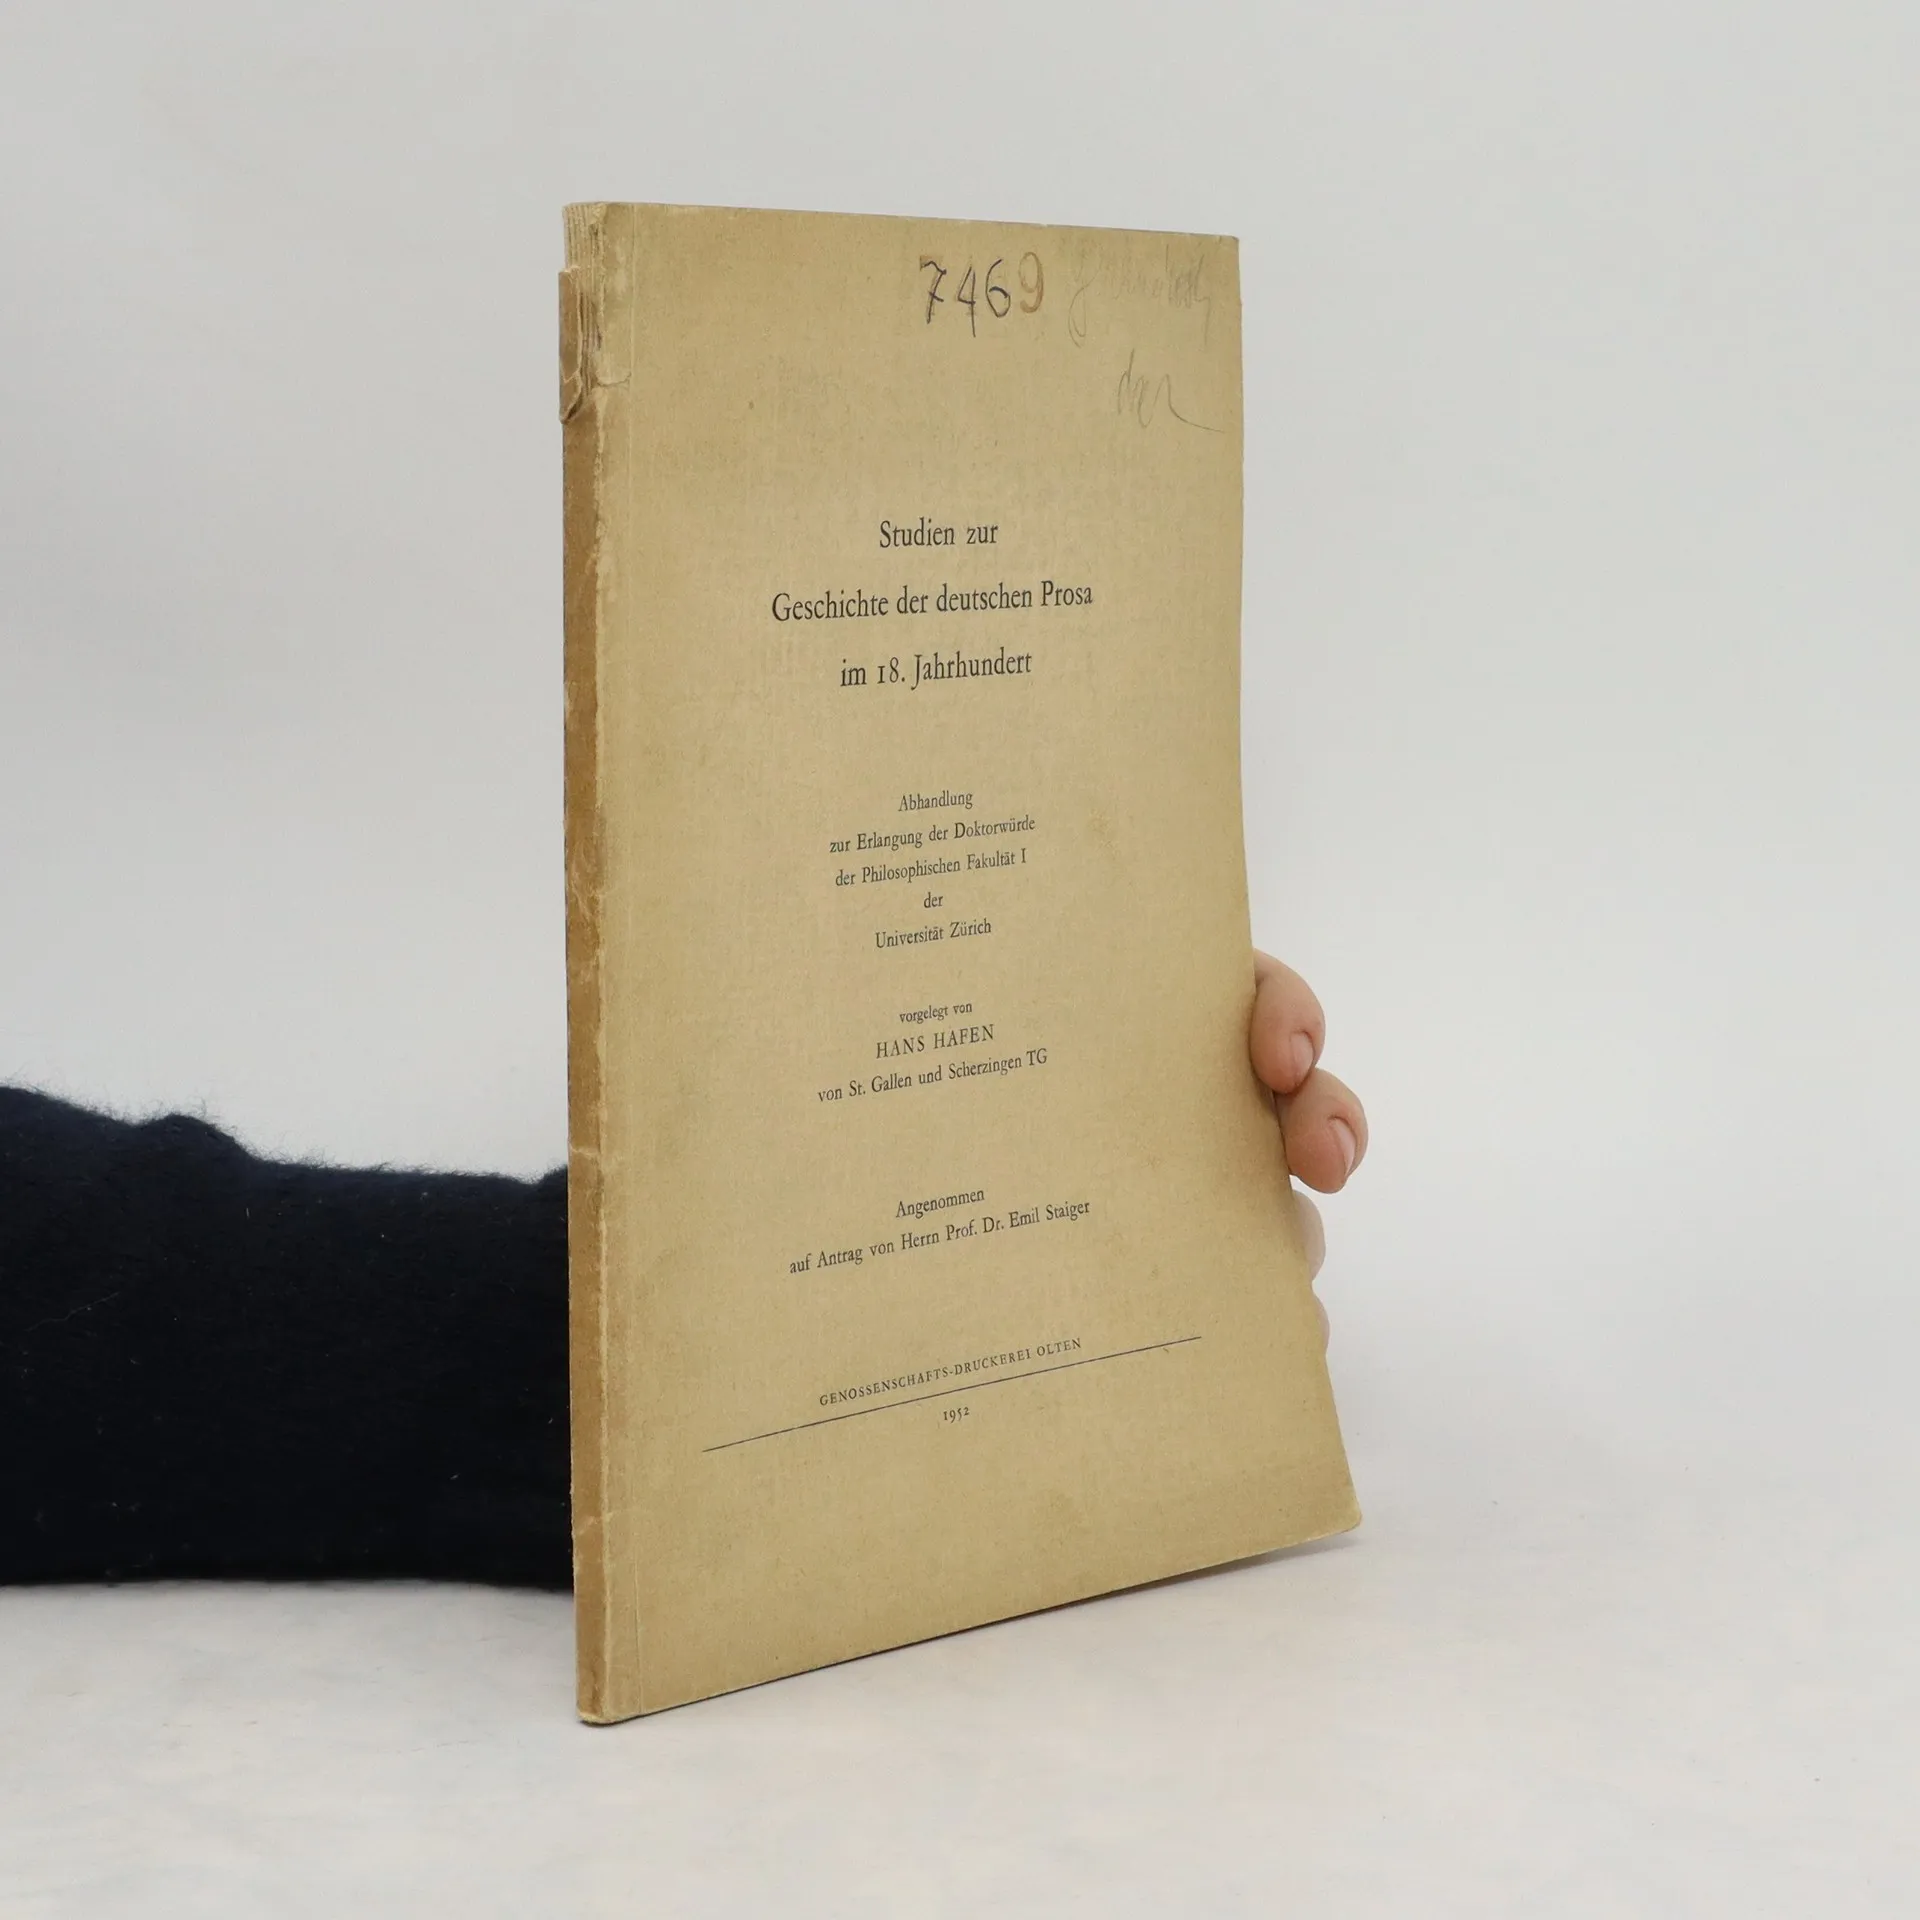 7469
Studien zur
Geschichte der deutschen Prosa
im 18. Jahrhundert
Abhandlung
zur Erlangung der Doktorwürde
der Philosophischen Fakultät I
der
Universität Zürich
vorgelegt von
HANS HAFEN
von St. Gallen und Scherzingen TG
Angenommen
auf Antrag von Herrn Prof. Dr. Emil Staiger
GENOSSENSCHAFTS-DRUCKEREI OLTEN
1952